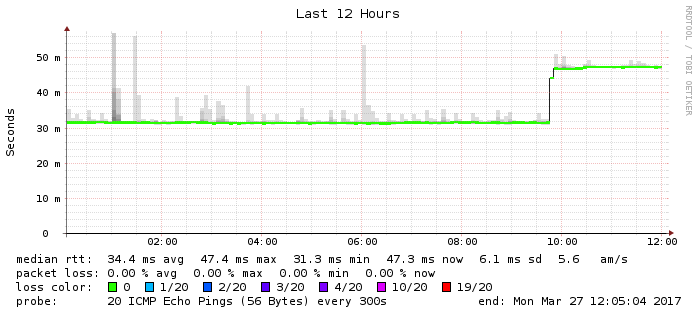 Last 12 Hours
RRDTOOL / TOBI OETIKER
Seconds
50 m
40 m
30 m
20 m
10 m
0
02:00 04:00 06:00 08:00 10:00 12:00
median rtt: 34.4 ms avg 47.4 ms max 31.3 ms min 47.3 ms now 6.1 ms sd 5.6 am/s
packet loss: 0.00 % avg 0.00 % max 0.00 % min 0.00 % now
loss color: 0 1/20 2/20 3/20 4/20 10/20 19/20
probe: 20 ICMP Echo Pings (56 Bytes) every 300s end: Mon Mar 27 12:05:04 2017